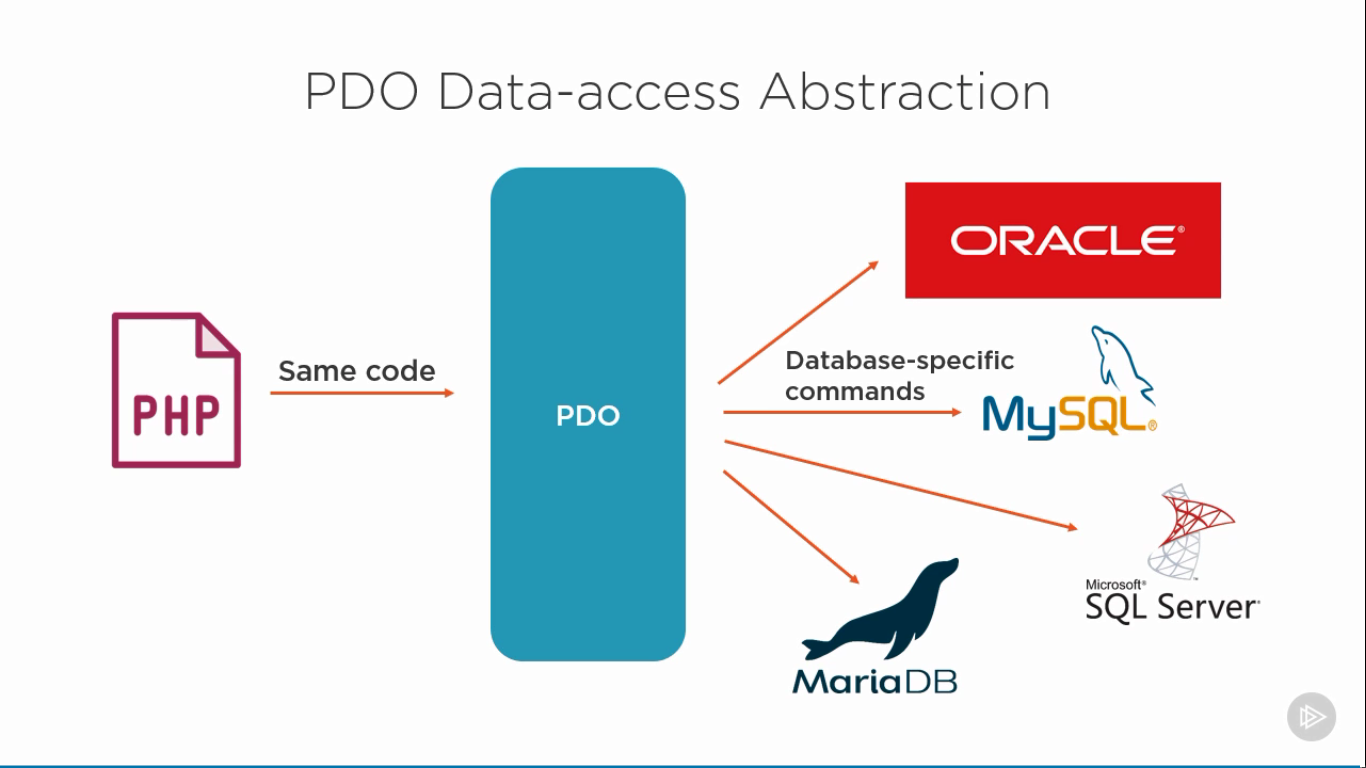 PDO Data-access Abstraction
PHP
Same code
PDO
Database-specific
commands
ORACLE®
MySQL®
Microsoft®
SQL Server®
MariaDB